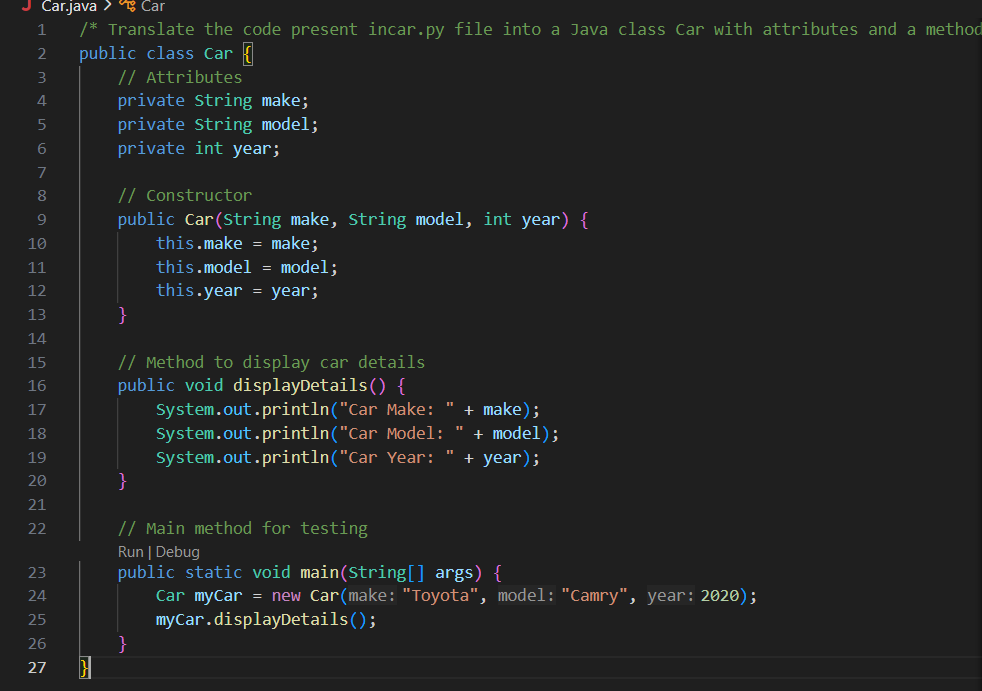 Car.java > Car
1 /* Translate the code present incar.py file into a Java class Car with attributes and a method
2 public class Car {
3     // Attributes
4     private String make;
5     private String model;
6     private int year;
7
8     // Constructor
9     public Car(String make, String model, int year) {
10         this.make = make;
11         this.model = model;
12         this.year = year;
13     }
14
15     // Method to display car details
16     public void displayDetails() {
17         System.out.println("Car Make: " + make);
18         System.out.println("Car Model: " + model);
19         System.out.println("Car Year: " + year);
20     }
21
22     // Main method for testing
Run | Debug
23     public static void main(String[] args) {
24         Car myCar = new Car(make: "Toyota", model: "Camry", year: 2020);
25         myCar.displayDetails();
26     }
27 }